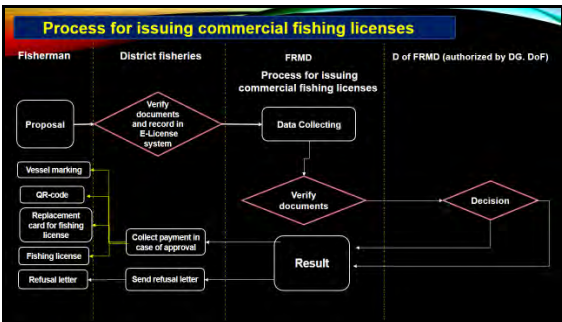 Process for issuing commercial fishing licenses
Fisherman
District fisheries
FRMD
D of FRMD (authorized by DG. DoF)
Process for issuing
commercial fishing licenses
Proposal
Verify
documents
and record in
E-License
system
Data Collecting
Verify
documents
Decision
Vessel marking
QR-code
Replacement
card for fishing
license
Fishing license
Refusal letter
Collect payment in
case of approval
Send refusal letter
Result